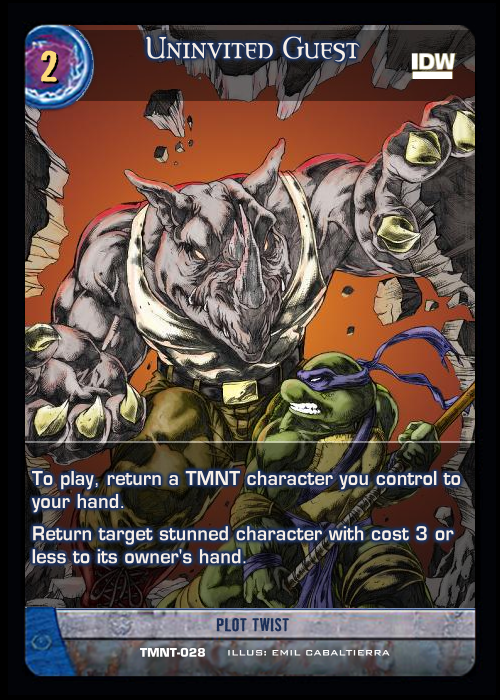 2
Uninvited Guest
IDW
To play, return a TMNT character you control to
your hand.
Return target stunned character with cost 3 or
less to its owner's hand.
PLOT TWIST
TMNT-028 ILLUS: EMIL CABALTIERRA